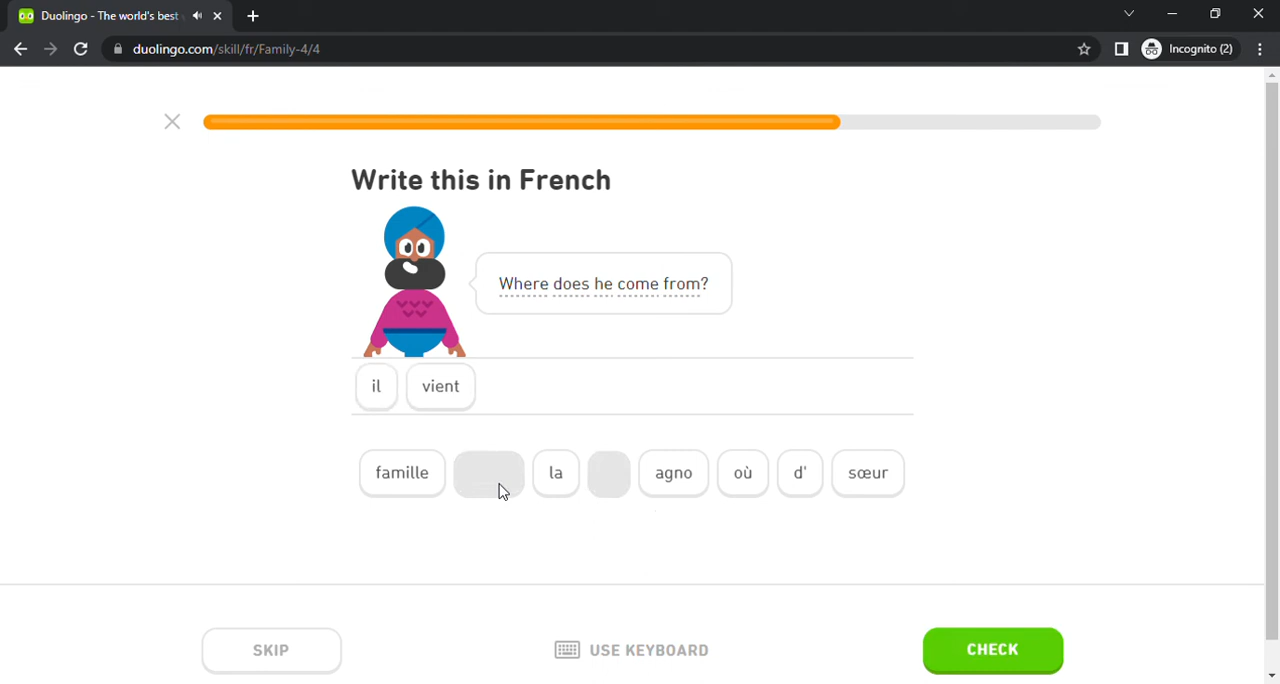 Duolingo - The world's best
duolingo.com/skill/fr/Family-4/4
Incognito (2)
Write this in French
Where does he come from?
il vient
famille la agno où d' sœur
SKIP USE KEYBOARD CHECK